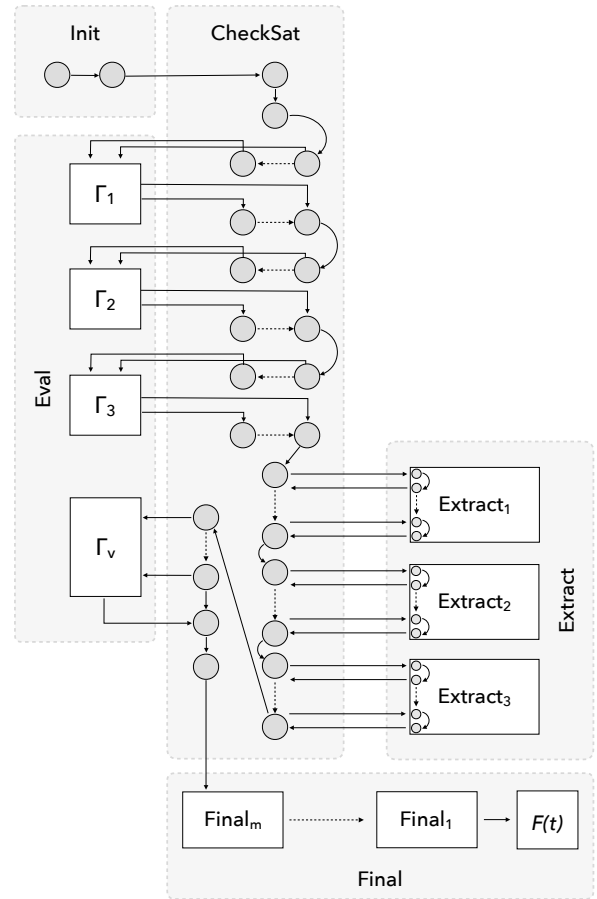 Init
CheckSat
Γ1
Γ2
Γ3
Eval
Γv
Extract1
Extract2
Extract3
Extract
Finalm
Final1
F(t)
Final